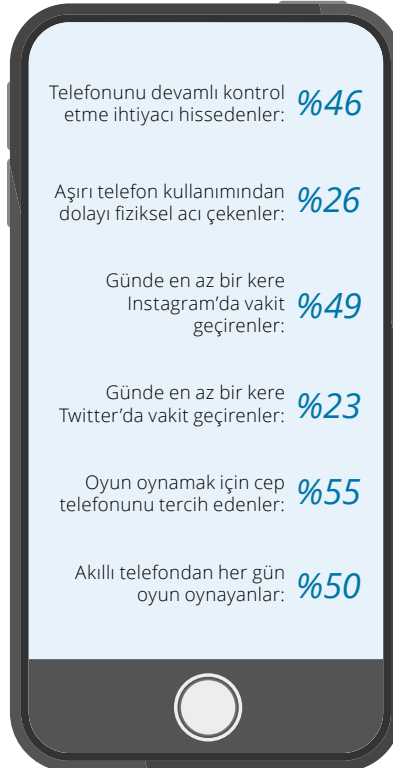 Telefonunu devamlı kontrol
etme ihtiyacı hissedenler: %46
Aşırı telefon kullanımından
dolayı fiziksel acı çekenler: %26
Günde en az bir kere
Instagram’da vakit
geçirenler: %49
Günde en az bir kere
Twitter’da vakit geçirenler: %23
Oyun oynamak için cep
telefonunu tercih edenler: %55
Akıllı telefondan her gün
oyun oynayanlar: %50